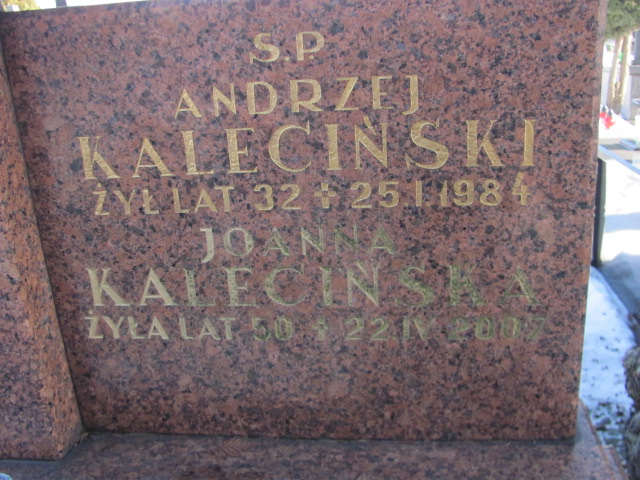 S.P.
ANDRZEJ
KALECIŃSKI
ŻYŁ LAT 32 + 25 I 1984
JOANNA
KALECIŃSKA
ŻYŁA LAT 50 + 22 IV 2007